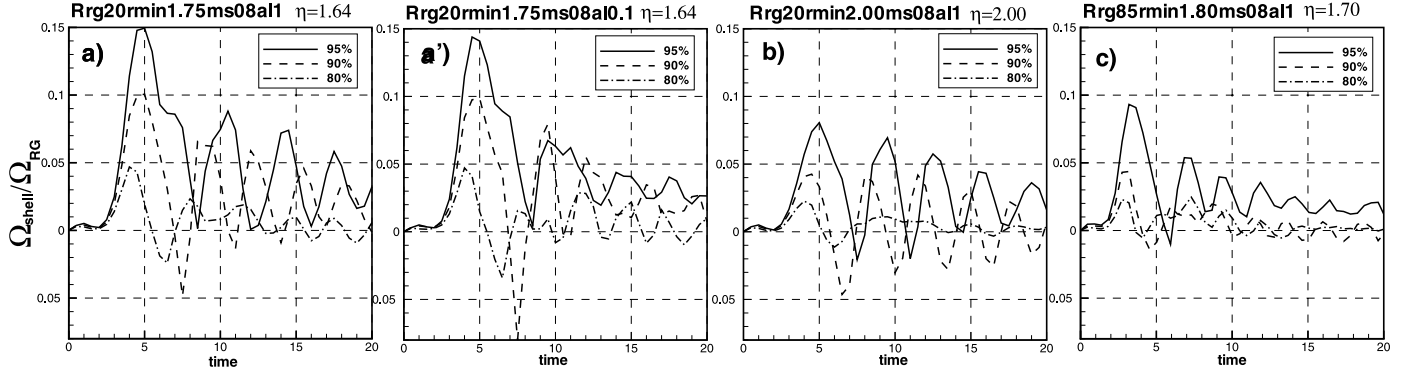 Rrg20rmin1.75ms08al1 η=1.64
Rrg20rmin1.75ms08al0.1 η=1.64
Rrg20rmin2.00ms08al1 η=2.00
Rrg85rmin1.80ms08al1 η=1.70
a)
95%
90%
80%
a')
95%
90%
80%
b)
95%
90%
80%
c)
95%
90%
80%
Ω_shell/Ω_RG
0.15
0.1
0.05
0
0.05
0.15
0.1
0.05
0
0.05
0.15
0.1
0.05
0
0.05
0.15
0.1
0.05
0
0.05
0 5 10 15 20
0 5 10 15 20
0 5 10 15 20
0 5 10 15 20
time
time
time
time